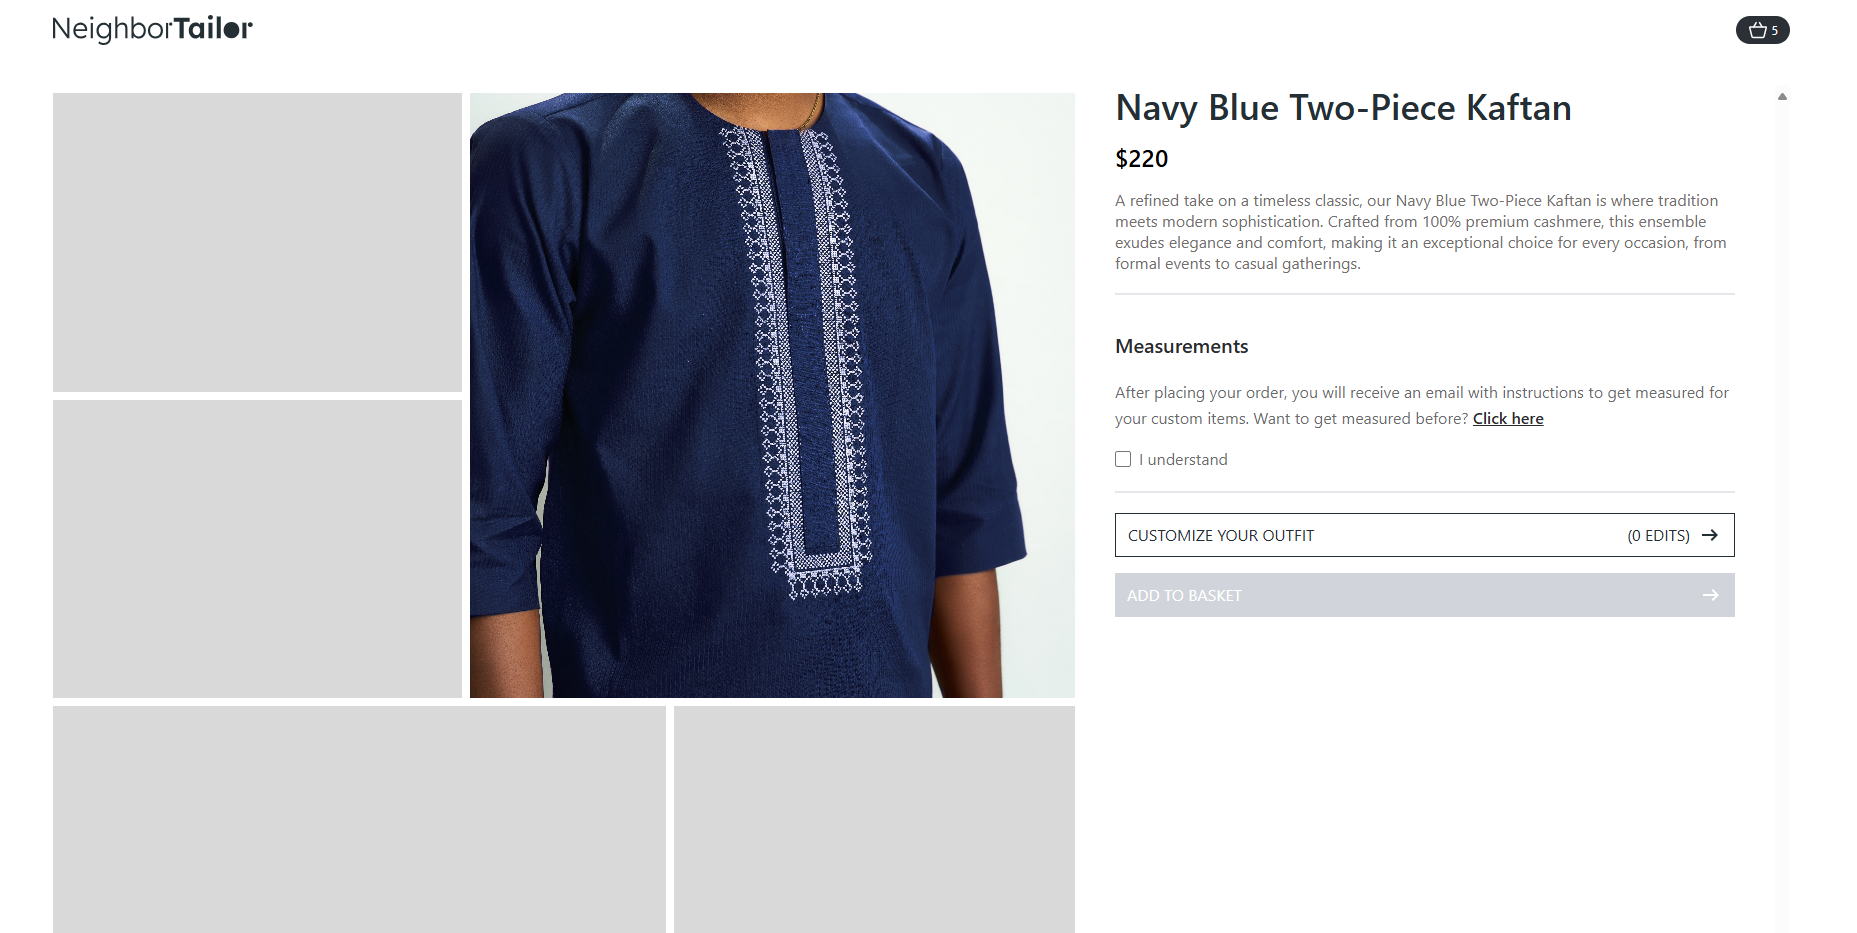 NeighborTailor
5
Navy Blue Two-Piece Kaftan
$220
A refined take on a timeless classic, our Navy Blue Two-Piece Kaftan is where tradition
meets modern sophistication. Crafted from 100% premium cashmere, this ensemble
exudes elegance and comfort, making it an exceptional choice for every occasion, from
formal events to casual gatherings.
Measurements
After placing your order, you will receive an email with instructions to get measured for
your custom items. Want to get measured before? Click here
I understand
CUSTOMIZE YOUR OUTFIT (0 EDITS)
ADD TO BASKET